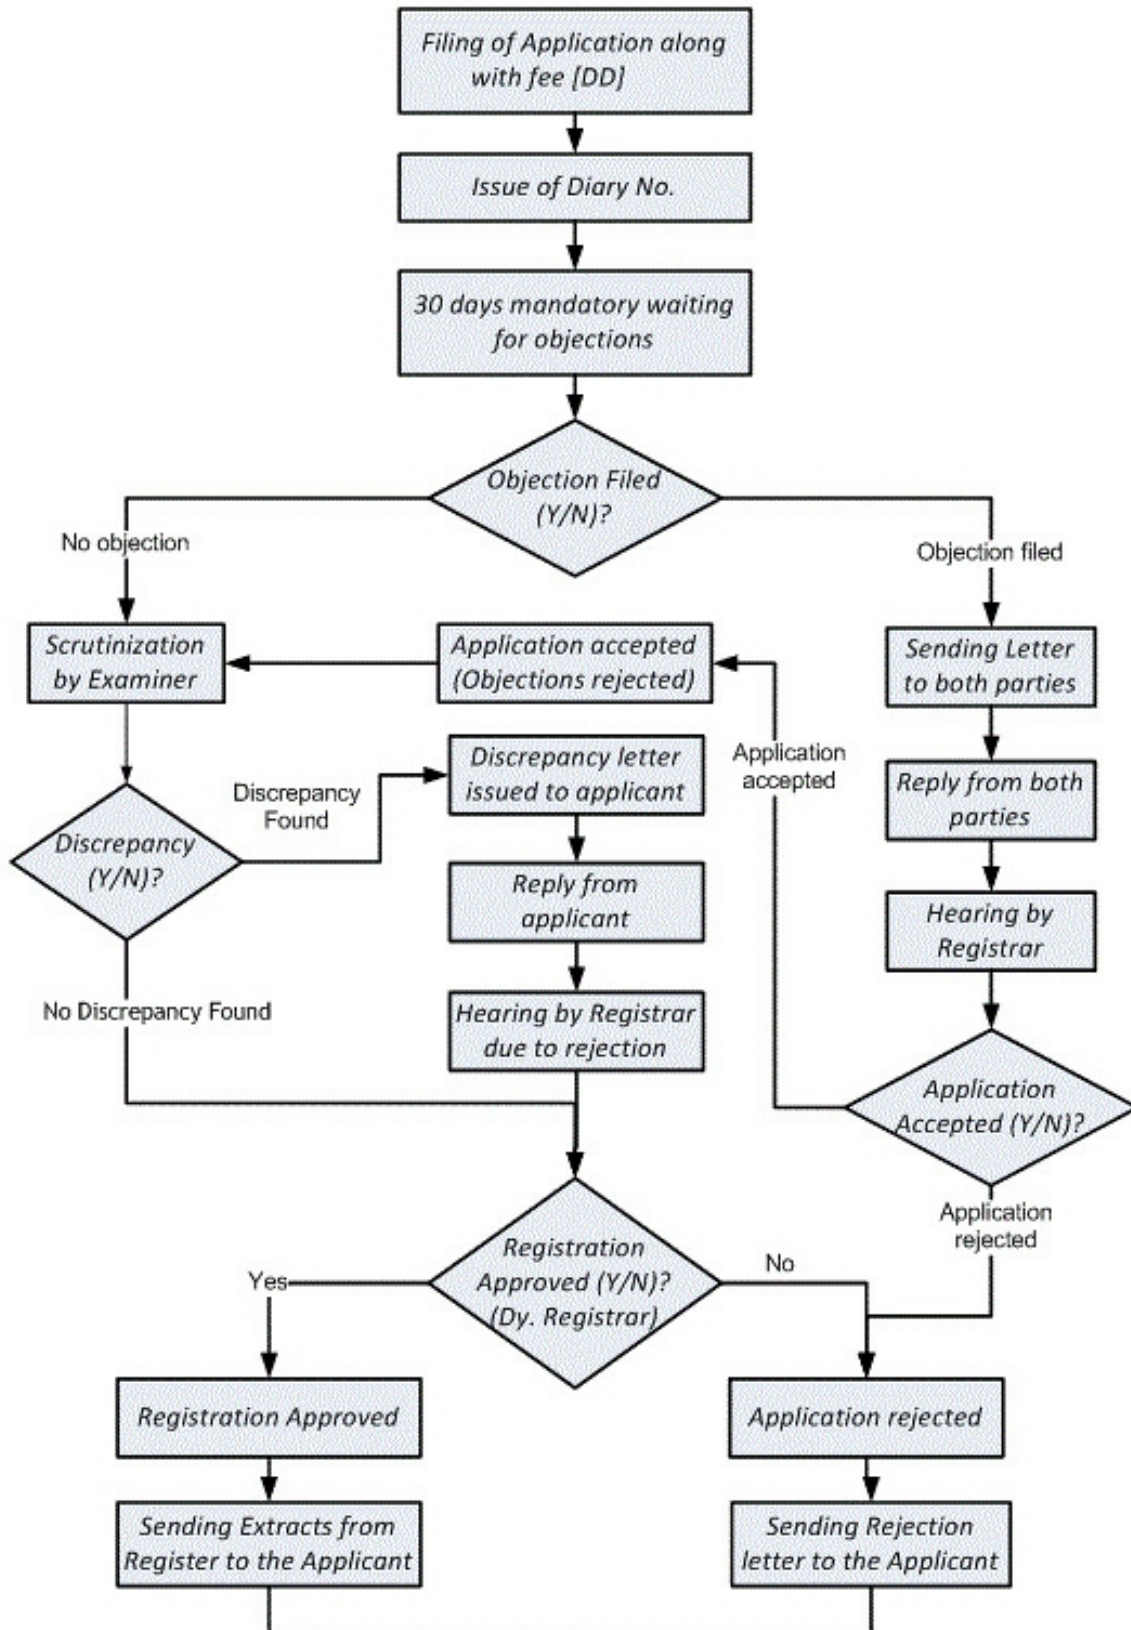 Filing of Application along
with fee [DD]
Issue of Diary No.
30 days mandatory waiting
for objections
Objection Filed
(Y/N)?
No objection
Objection filed
Scrutinization
by Examiner
Application accepted
(Objections rejected)
Sending Letter
to both parties
Discrepancy letter
issued to applicant
Application
accepted
Reply from both
parties
Discrepancy
Found
Discrepancy
(Y/N)?
Reply from
applicant
Hearing by
Registrar
No Discrepancy Found
Hearing by Registrar
due to rejection
Application
Accepted (Y/N)?
Application
rejected
Registration
Approved (Y/N)?
(Dy. Registrar)
Yes
No
Registration Approved
Application rejected
Sending Extracts from
Register to the Applicant
Sending Rejection
letter to the Applicant